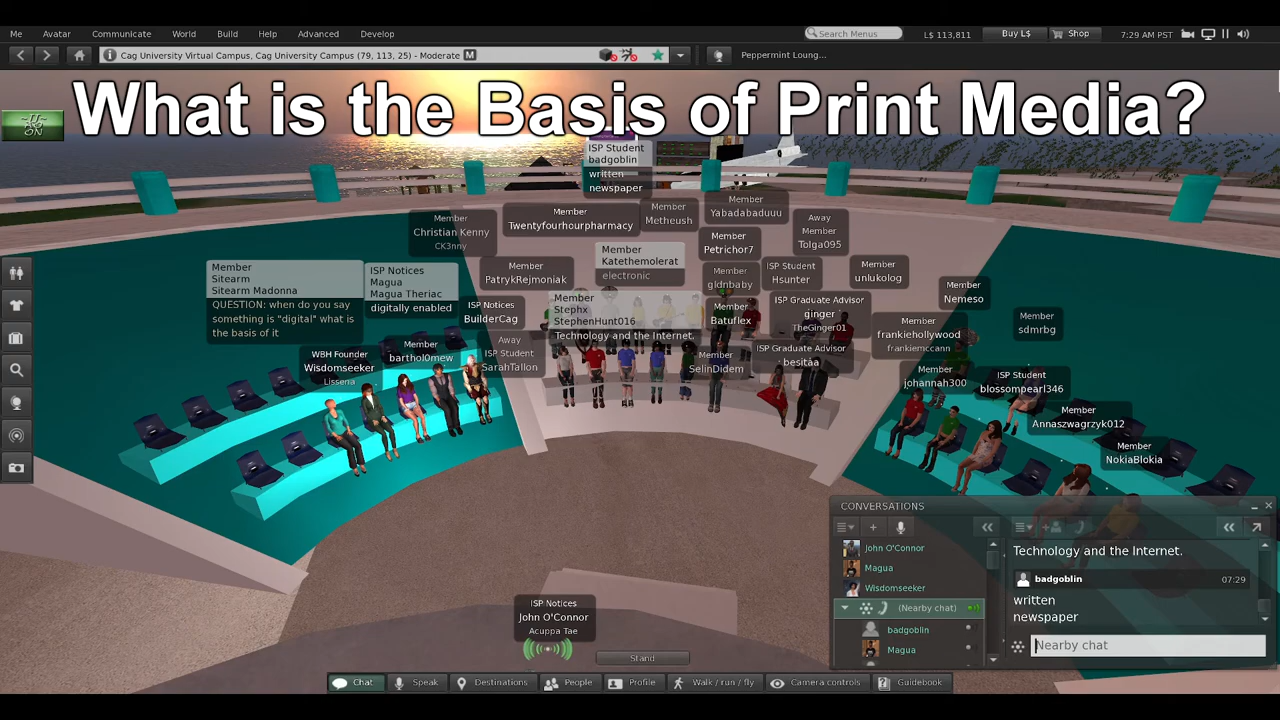 Me Avatar Communicate World Build Help Advanced Develop
Search Menus
L$ 113,811
Buy L$
Shop
7:29 AM PST
Cag University Virtual Campus, Cag University Campus (79, 113, 25) - Moderate M
Peppermint Loung...
What is the Basis of Print Media?
ON
ISP Student
badgoblin
written
newspaper
Member
Christian Kenny
CK3nny
Member
Twentyfourhourpharmacy
Member
Metheush
Member
Yabadabaduuu
Away
Member
Tolga095
Member
Petrichor7
Member
Katethemolerat
electronic
Member
Sitearm
Sitearm Madonna
QUESTION: when do you
say
something is "digital" what is
the basis of it
ISP Notices
Magua
Magua Theriac
digitally enabled
Member
PatrykRejmoniak
Member
gldnbaby
ISP Student
Hsunter
Member
unlukolog
Member
Nemeso
ISP Notices
BuilderCag
Member
Stephx
StephenHunt016
Technology and the Internet.
Member
Batuflex
ISP Graduate Advisor
ginger
TheGinger01
Member
frankiehollywood
frankiemccann
Member
sdmrbg
WBH Founder
Wisdomseeker
Lissena
Member
barthol0mew
Away
ISP Student
SarahTallon
Member
SelinDidem
ISP Graduate Advisor
besitäa
Member
johannah300
ISP Student
blossompearl346
Member
Annaszwagrzyk012
Member
NokiaBlokia
ISP Notices
John O'Connor
Acuppa Tae
Stand
CONVERSATIONS
John O'Connor
Magua
Wisdomseeker
(Nearby chat)
badgoblin
Magua
Technology and the Internet.
badgoblin 07:29
written
newspaper
Nearby chat
Chat Speak Destinations People Profile Walk / run / fly Camera controls Guidebook